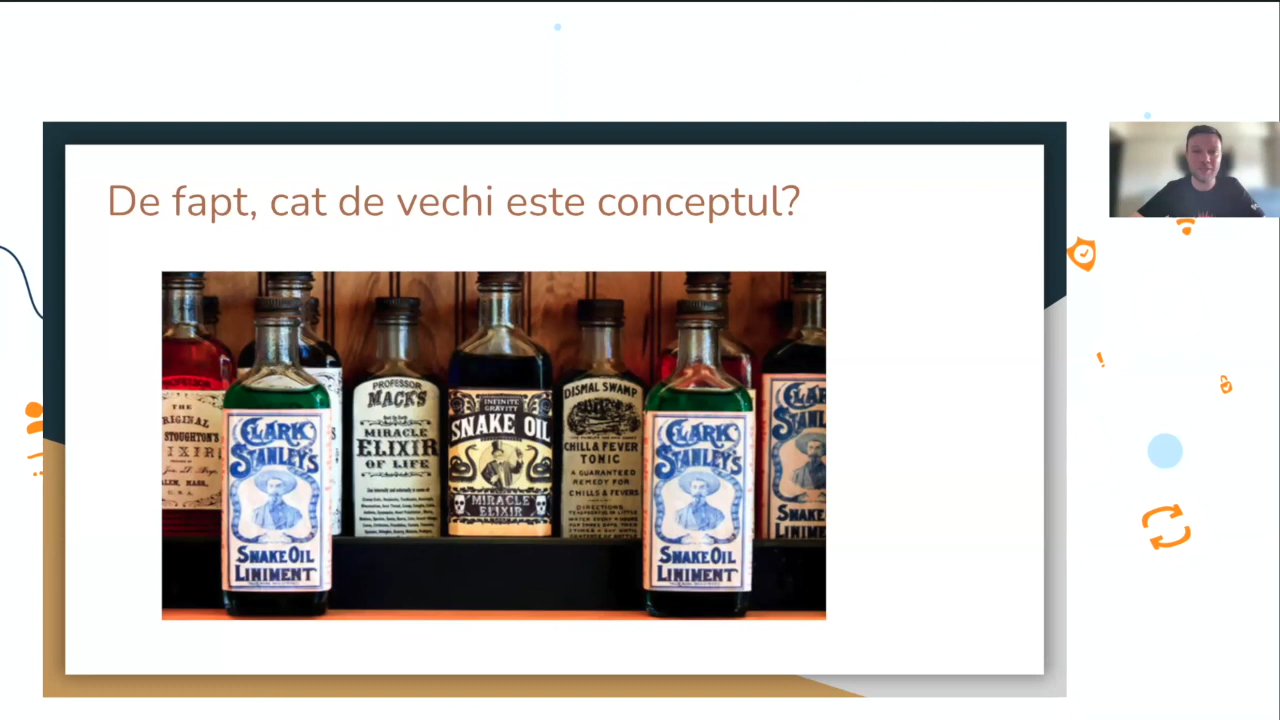 De fapt, cat de vechi este conceptul?
THE
ORIGINAL
STOUGHTON'S
ELIXIR
SALEM, MASS.
U.S.A.
CLARK
STANLEY'S
SNAKE OIL
LINIMENT
PROFESSOR
MACK'S
MIRACLE
ELIXIR
OF LIFE
INFINITE
GRAVITY
SNAKE OIL
MIRACLE
ELIXIR
DISMAL SWAMP
CHILL & FEVER
TONIC
A GUARANTEED
REMEDY FOR
CHILLS & FEVERS
DIRECTIONS
CLARK
STANLEY'S
SNAKE OIL
LINIMENT
CLARK
STANL
SNAKE
LINIM